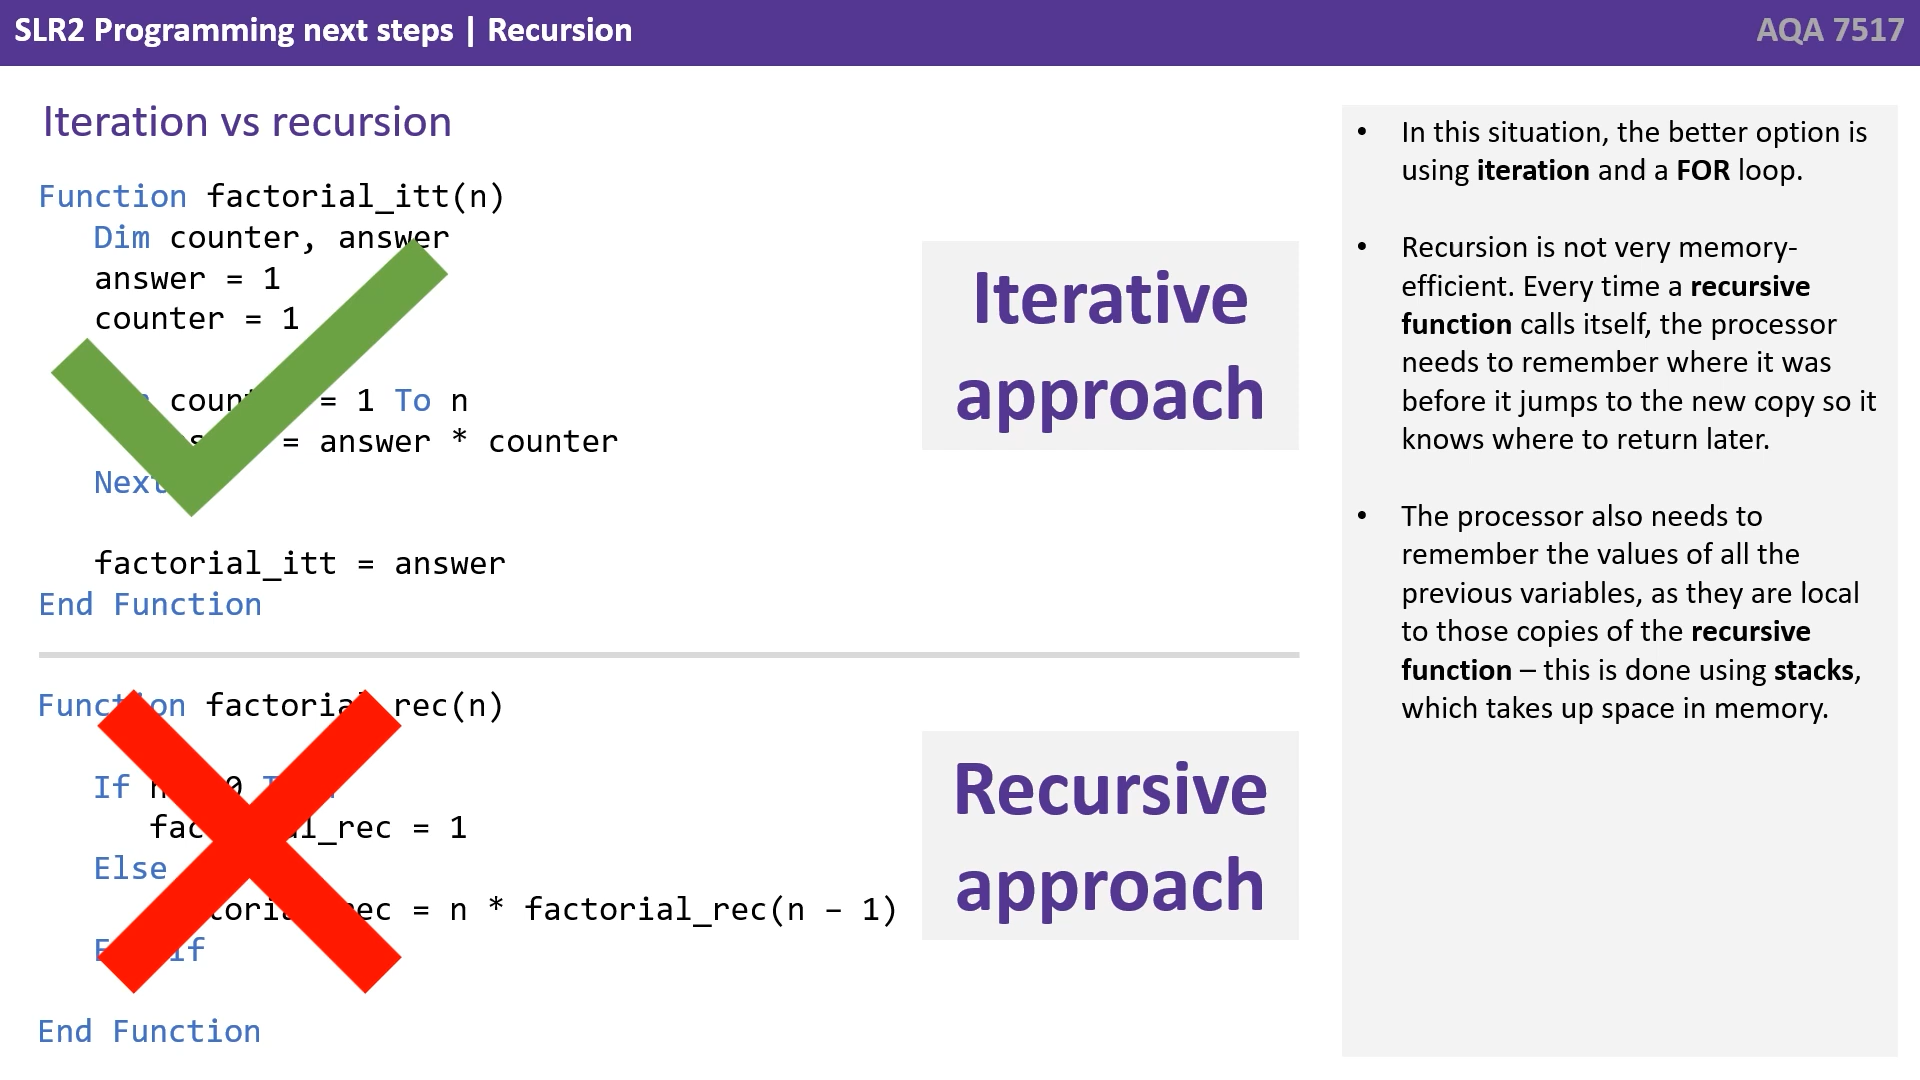 SLR2 Programming next steps | Recursion
AQA 7517
Iteration vs recursion
Function factorial_itt(n)
Dim counter, answer
answer = 1
counter = 1
= 1 To n
= answer * counter
Next
factorial_itt = answer
End Function
Function factorial_rec(n)
If
factorial_rec = 1
Else
factorial_rec = n * factorial_rec(n – 1)
End If
End Function
Iterative
approach
Recursive
approach
• In this situation, the better option is
using iteration and a FOR loop.
• Recursion is not very memory-
efficient. Every time a recursive
function calls itself, the processor
needs to remember where it was
before it jumps to the new copy so it
knows where to return later.
• The processor also needs to
remember the values of all the
previous variables, as they are local
to those copies of the recursive
function – this is done using stacks,
which takes up space in memory.